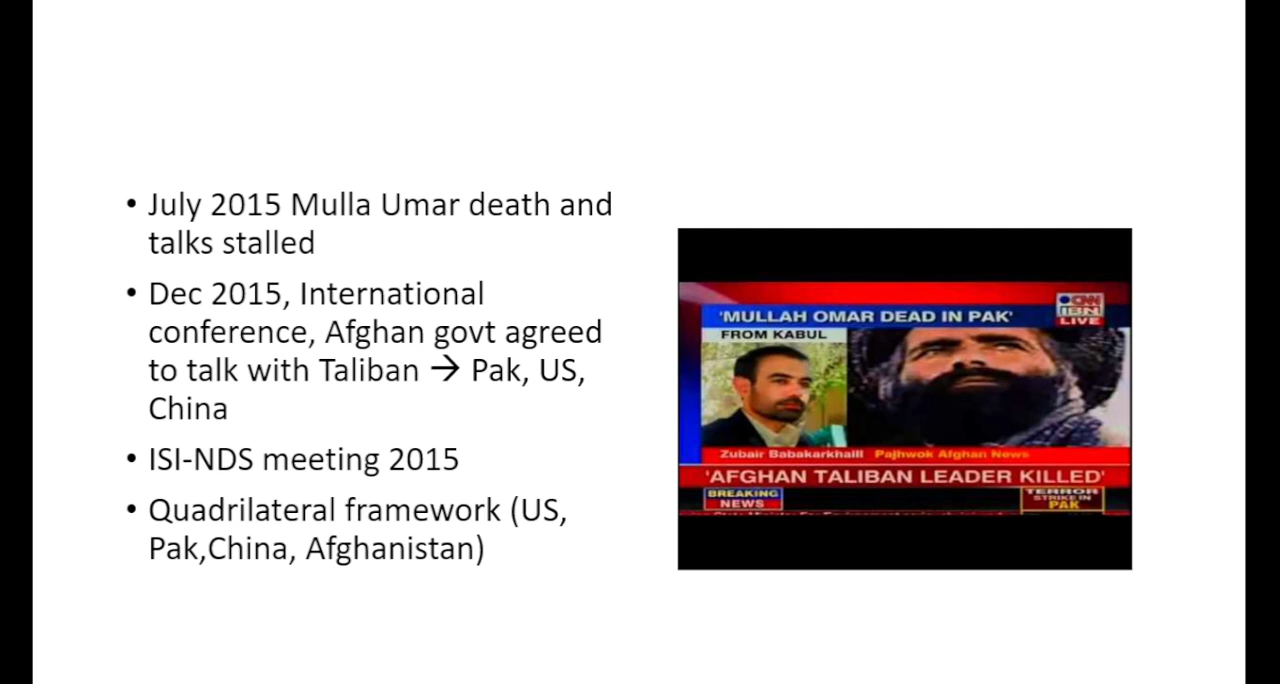 • July 2015 Mulla Umar death and
talks stalled
• Dec 2015, International
conference, Afghan govt agreed
to talk with Taliban → Pak, US,
China
• ISI-NDS meeting 2015
• Quadrilateral framework (US,
Pak,China, Afghanistan)
'MULLAH OMAR DEAD IN PAK'
CNN
IBN
LIVE
FROM KABUL
Zubair Babakarkhaill Pajhwok Afghan News
'AFGHAN TALIBAN LEADER KILLED'
BREAKING
NEWS
TERROR
STRIKE IN
PAK